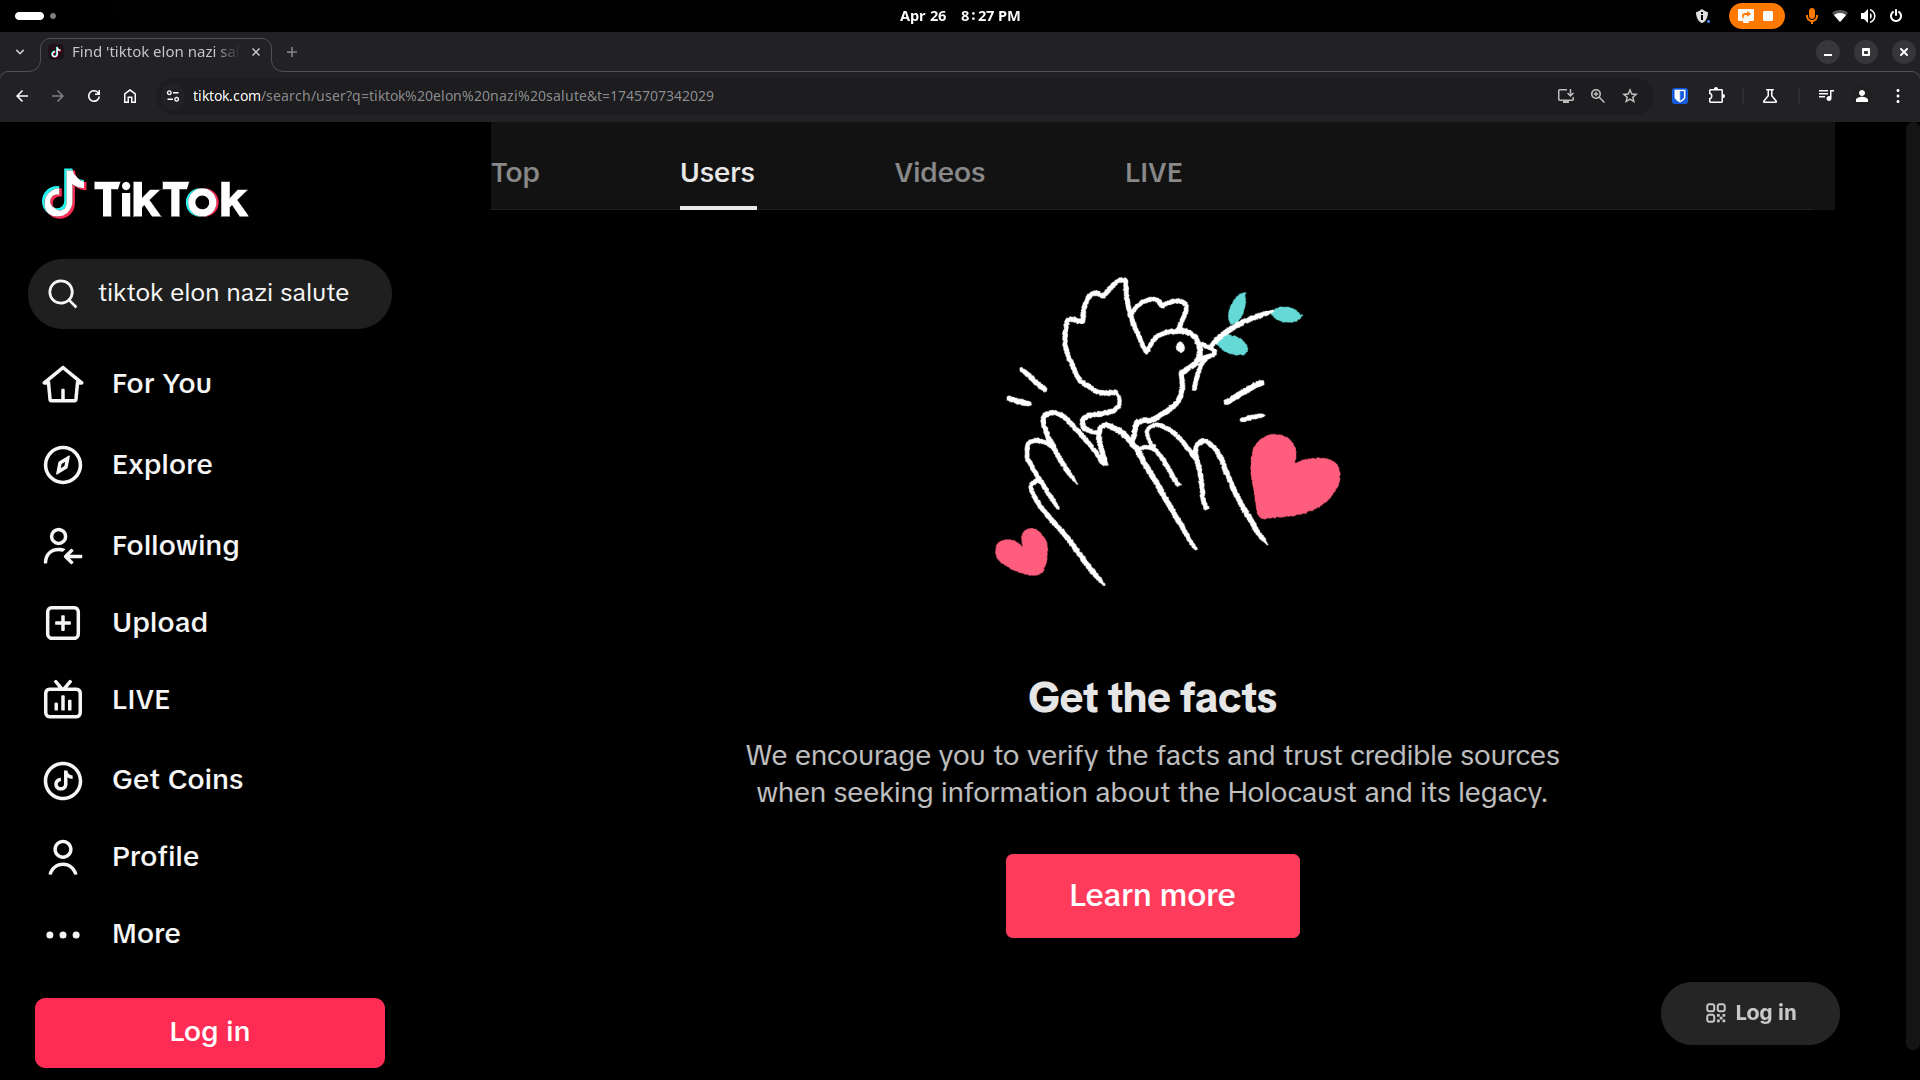 Apr 26 8:27 PM
Find 'tiktok elon nazi sa
tiktok.com/search/user?q=tiktok%20elon%20nazi%20salute&t=1745707342029
TikTok
tiktok elon nazi salute
For You
Explore
Following
Upload
LIVE
Get Coins
Profile
More
Log in
Top
Users
Videos
LIVE
Get the facts
We encourage you to verify the facts and trust credible sources
when seeking information about the Holocaust and its legacy.
Learn more
Log in